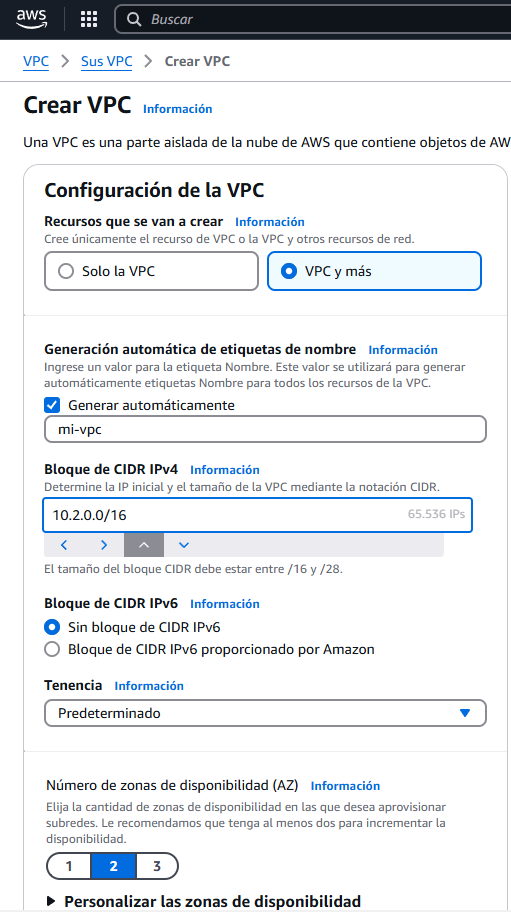 aws
Buscar
VPC > Sus VPC > Crear VPC
Crear VPC Información
Una VPC es una parte aislada de la nube de AWS que contiene objetos de AW
Configuración de la VPC
Recursos que se van a crear Información
Cree únicamente el recurso de VPC o la VPC y otros recursos de red.
Solo la VPC VPC y más
Generación automática de etiquetas de nombre Información
Ingrese un valor para la etiqueta Nombre. Este valor se utilizará para generar
automáticamente etiquetas Nombre para todos los recursos de la VPC.
Generar automáticamente
mi-vpc
Bloque de CIDR IPv4 Información
Determine la IP inicial y el tamaño de la VPC mediante la notación CIDR.
10.2.0.0/16 65.536 IPs
El tamaño del bloque CIDR debe estar entre /16 y /28.
Bloque de CIDR IPv6 Información
Sin bloque de CIDR IPv6
Bloque de CIDR IPv6 proporcionado por Amazon
Tenencia Información
Predeterminado
Número de zonas de disponibilidad (AZ) Información
Elija la cantidad de zonas de disponibilidad en las que desea aprovisionar
subredes. Le recomendamos que tenga al menos dos para incrementar la
disponibilidad.
1 2 3
Personalizar las zonas de disponibilidad